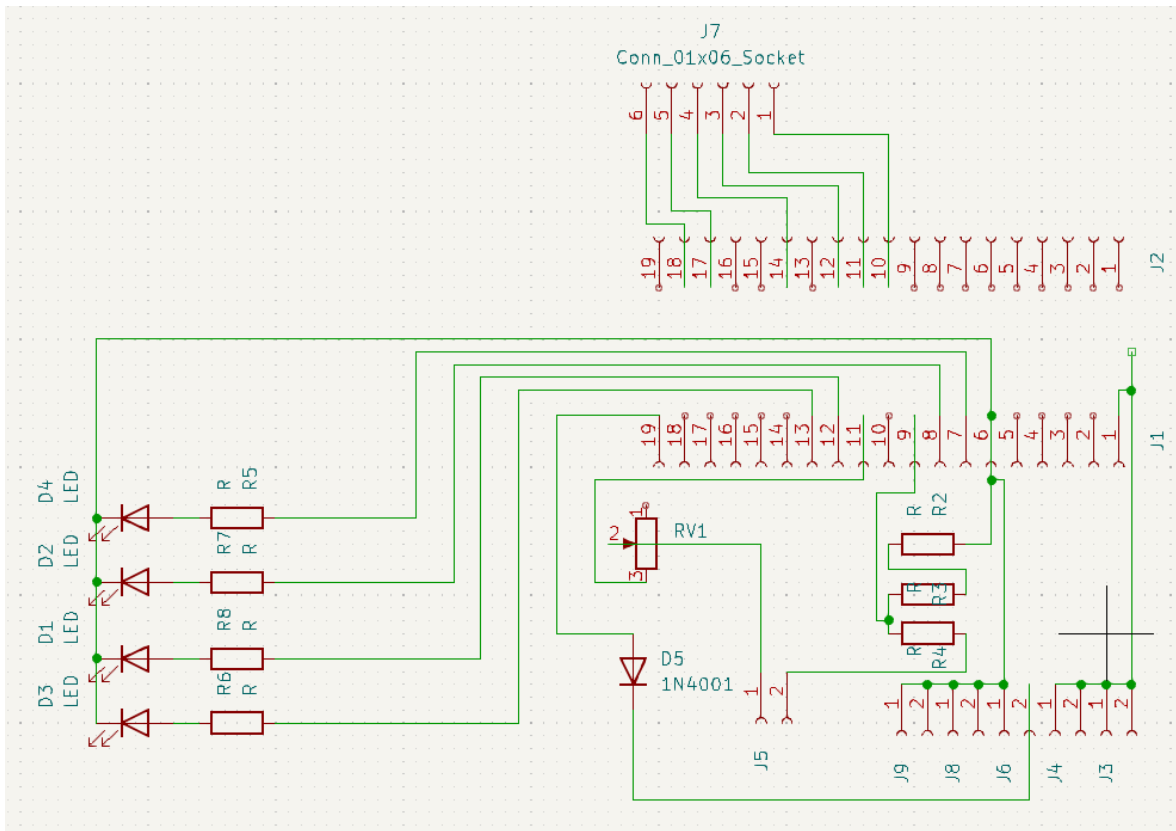 J7
Conn_01x06_Socket
6 5 4 3 2 1
19 18 17 16 15 14 13 12 11 10 9 8 7 6 5 4 3 2 1
J2
19 18 17 16 15 14 13 12 11 10 9 8 7 6 5 4 3 2 1
J1
D4
LED
R
R5
D2
LED
R7
R
D1
LED
R8
R
D3
LED
R6
R
1
2
3
RV1
R
R2
R
R3
R
R4
D5
1N4001
1 2
J5
1 2 1 2 1 2 1 2 1 2
J9
J8
J6
J4
J3